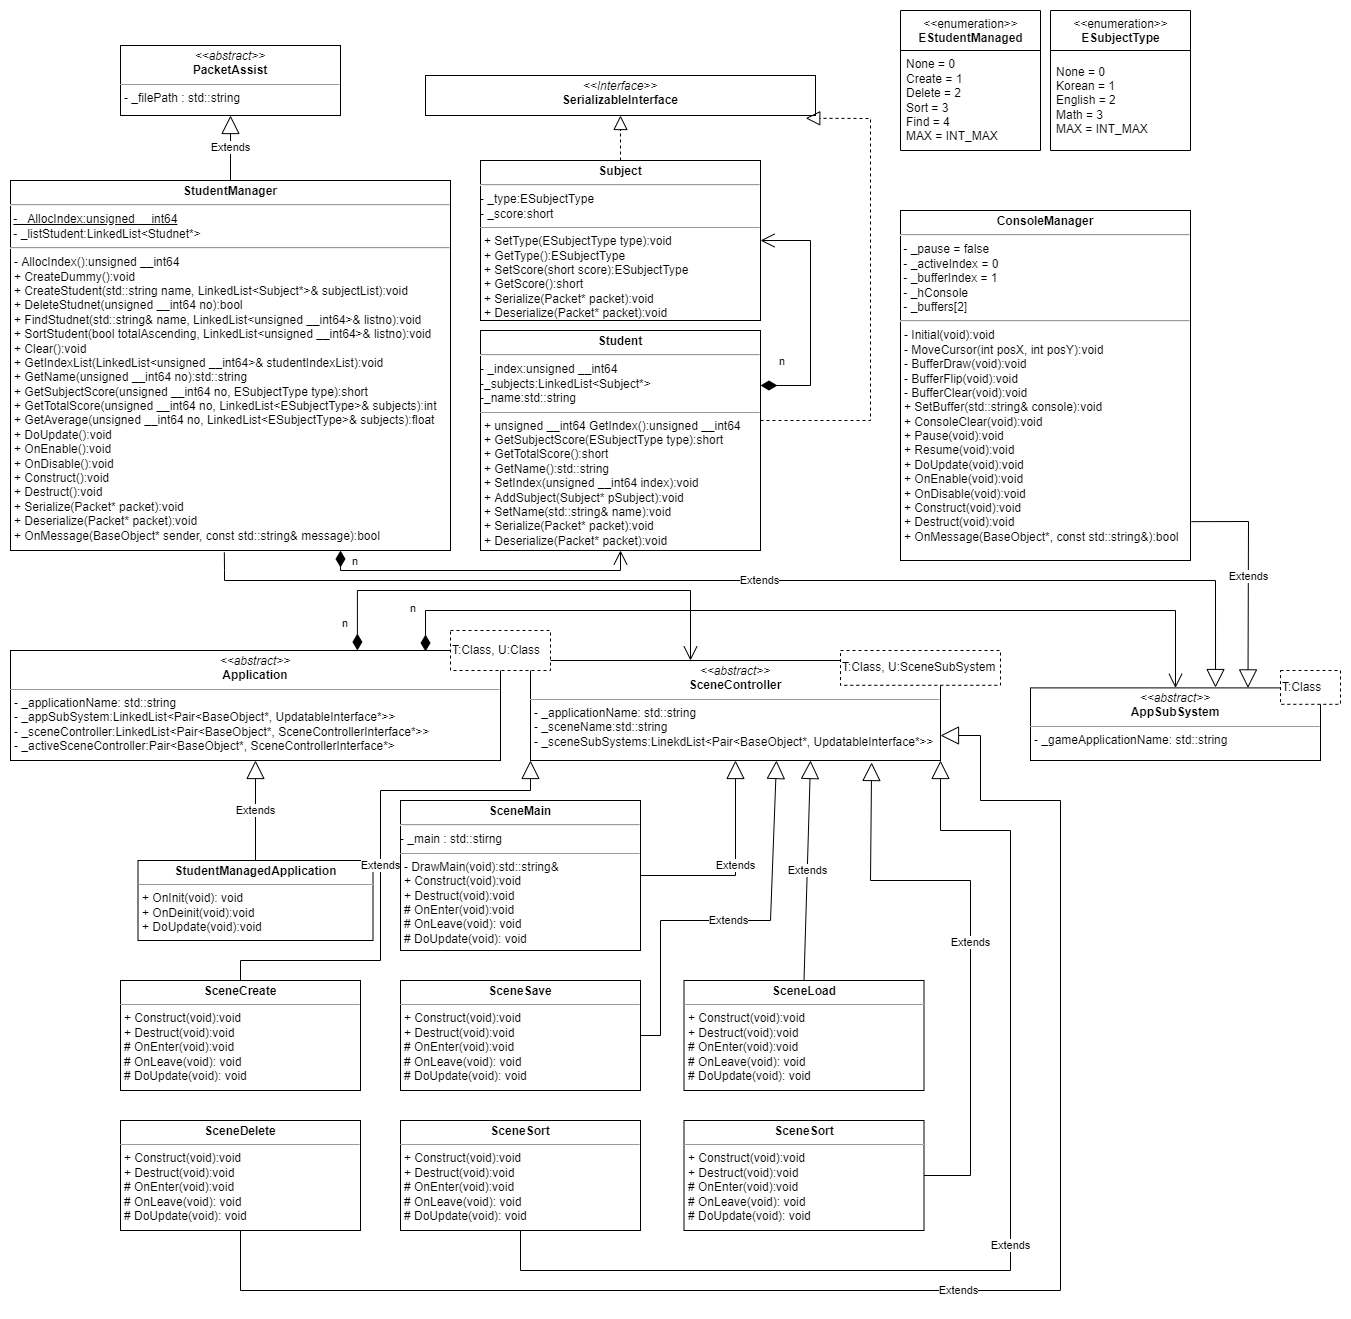 <<abstract>>
PacketAssist
- _filePath : std::string
Extends
<<Interface>>
SerializableInterface
<<enumeration>>
EStudentManaged
None = 0
Create = 1
Delete = 2
Sort = 3
Find = 4
MAX = INT_MAX
<<enumeration>>
ESubjectType
None = 0
Korean = 1
English = 2
Math = 3
MAX = INT_MAX
StudentManager
- _AllocIndex:unsigned __int64
- _listStudent:LinkedList<Studnet*>
- AllocIndex():unsigned __int64
+ CreateDummy():void
+ CreateStudent(std::string name, LinkedList<Subject*>& subjectList):void
+ DeleteStudnet(unsigned __int64 no):bool
+ FindStudnet(std::string& name, LinkedList<unsigned __int64>& listno):void
+ SortStudent(bool totalAscending, LinkedList<unsigned __int64>& listno):void
+ Clear():void
+ GetIndexList(LinkedList<unsigned __int64>& studentIndexList):void
+ GetName(unsigned __int64 no):std::string
+ GetSubjectScore(unsigned __int64 no, ESubjectType type):short
+ GetTotalScore(unsigned __int64 no, LinkedList<ESubjectType>& subjects):int
+ GetAverage(unsigned __int64 no, LinkedList<ESubjectType>& subjects):float
+ DoUpdate():void
+ OnEnable():void
+ OnDisable():void
+ Construct():void
+ Destruct():void
+ Serialize(Packet* packet):void
+ Deserialize(Packet* packet):void
+ OnMessage(BaseObject* sender, const std::string& message):bool
n
Subject
- _type:ESubjectType
- _score:short
+ SetType(ESubjectType type):void
+ GetType():ESubjectType
+ SetScore(short score):ESubjectType
+ GetScore():short
+ Serialize(Packet* packet):void
+ Deserialize(Packet* packet):void
n
Student
- _index:unsigned __int64
-_subjects:LinkedList<Subject*>
-_name:std::string
+ unsigned __int64 GetIndex():unsigned __int64
+ GetSubjectScore(ESubjectType type):short
+ GetTotalScore():short
+ GetName():std::string
+ SetIndex(unsigned __int64 index):void
+ AddSubject(Subject* pSubject):void
+ SetName(std::string& name):void
+ Serialize(Packet* packet):void
+ Deserialize(Packet* packet):void
ConsoleManager
- _pause = false
- _activeIndex = 0
- _bufferIndex = 1
- _hConsole
- _buffers[2]
- Initial(void):void
- MoveCursor(int posX, int posY):void
- BufferDraw(void):void
- BufferFlip(void):void
- BufferClear(void):void
+ SetBuffer(std::string& console):void
+ ConsoleClear(void):void
+ Pause(void):void
+ Resume(void):void
+ DoUpdate(void):void
+ OnEnable(void):void
+ OnDisable(void):void
+ Construct(void):void
+ Destruct(void):void
+ OnMessage(BaseObject*, const std::string&):bool
Extends
Extends
n
n
T:Class, U:Class
<<abstract>>
Application
- _applicationName: std::string
- _appSubSystem:LinkedList<Pair<BaseObject*, UpdatableInterface*>>
- _sceneController:LinkedList<Pair<BaseObject*, SceneControllerInterface*>>
- _activeSceneController:Pair<BaseObject*, SceneControllerInterface*>
T:Class, U:SceneSubSystem
<<abstract>>
SceneController
- _applicationName: std::string
- _sceneName:std::string
- _sceneSubSystems:LinekdList<Pair<BaseObject*, UpdatableInterface*>>
T:Class
<<abstract>>
AppSubSystem
- _gameApplicationName: std::string
Extends
StudentManagedApplication
+ OnInit(void): void
+ OnDeinit(void):void
+ DoUpdate(void):void
Extends
SceneMain
- _main : std::stirng
- DrawMain(void):std::string&
+ Construct(void):void
+ Destruct(void):void
# OnEnter(void):void
# OnLeave(void): void
# DoUpdate(void): void
Extends
Extends
Extends
Extends
SceneCreate
+ Construct(void):void
+ Destruct(void):void
# OnEnter(void):void
# OnLeave(void): void
# DoUpdate(void): void
SceneSave
+ Construct(void):void
+ Destruct(void):void
# OnEnter(void):void
# OnLeave(void): void
# DoUpdate(void): void
SceneLoad
+ Construct(void):void
+ Destruct(void):void
# OnEnter(void):void
# OnLeave(void): void
# DoUpdate(void): void
SceneDelete
+ Construct(void):void
+ Destruct(void):void
# OnEnter(void):void
# OnLeave(void): void
# DoUpdate(void): void
SceneSort
+ Construct(void):void
+ Destruct(void):void
# OnEnter(void):void
# OnLeave(void): void
# DoUpdate(void): void
SceneSort
+ Construct(void):void
+ Destruct(void):void
# OnEnter(void):void
# OnLeave(void): void
# DoUpdate(void): void
Extends
Extends